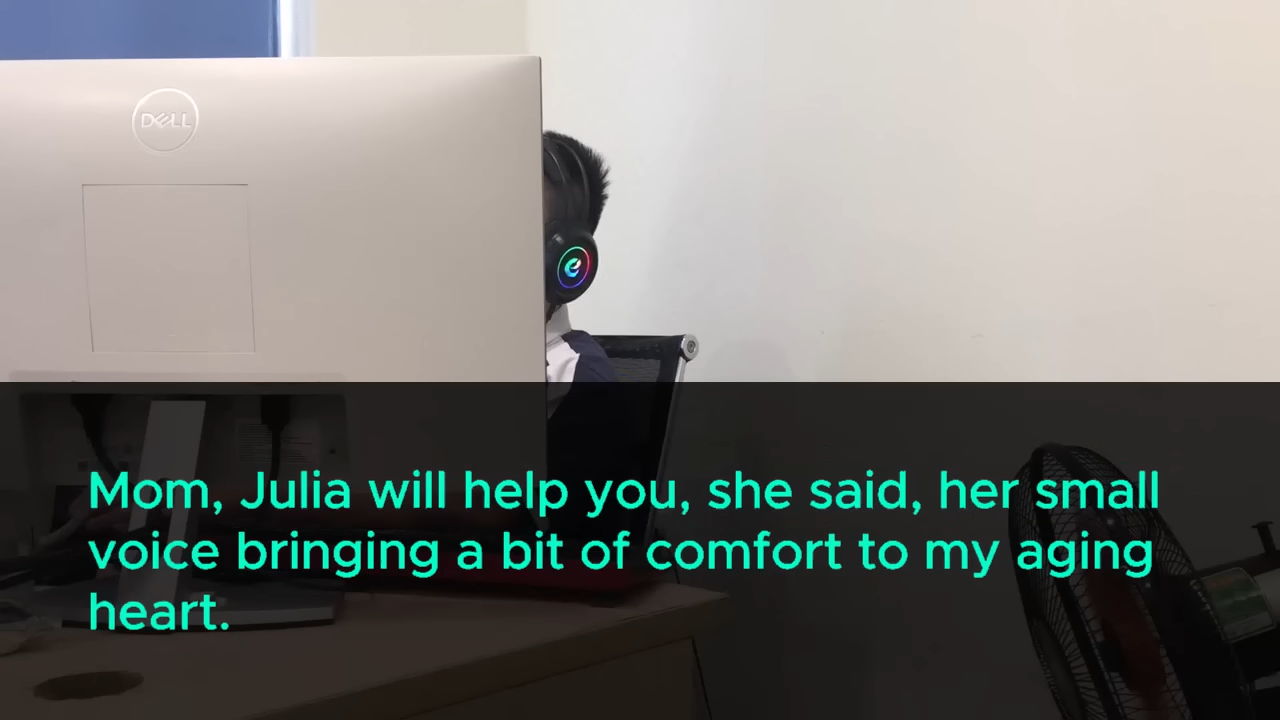 DELL
Mom, Julia will help you, she said, her small
voice bringing a bit of comfort to my aging
heart.